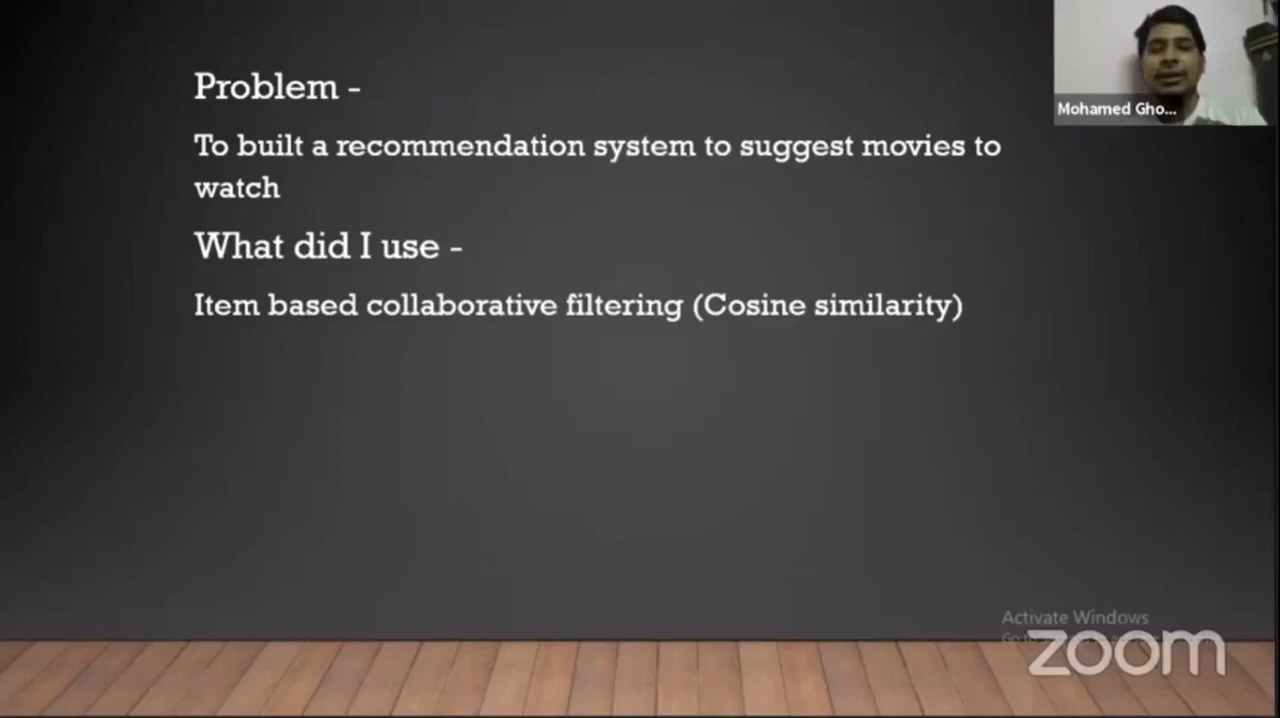 Problem -
To built a recommendation system to suggest movies to
watch
What did I use -
Item based collaborative filtering (Cosine similarity)
Mohamed Gho...
Activate Windows
zoom